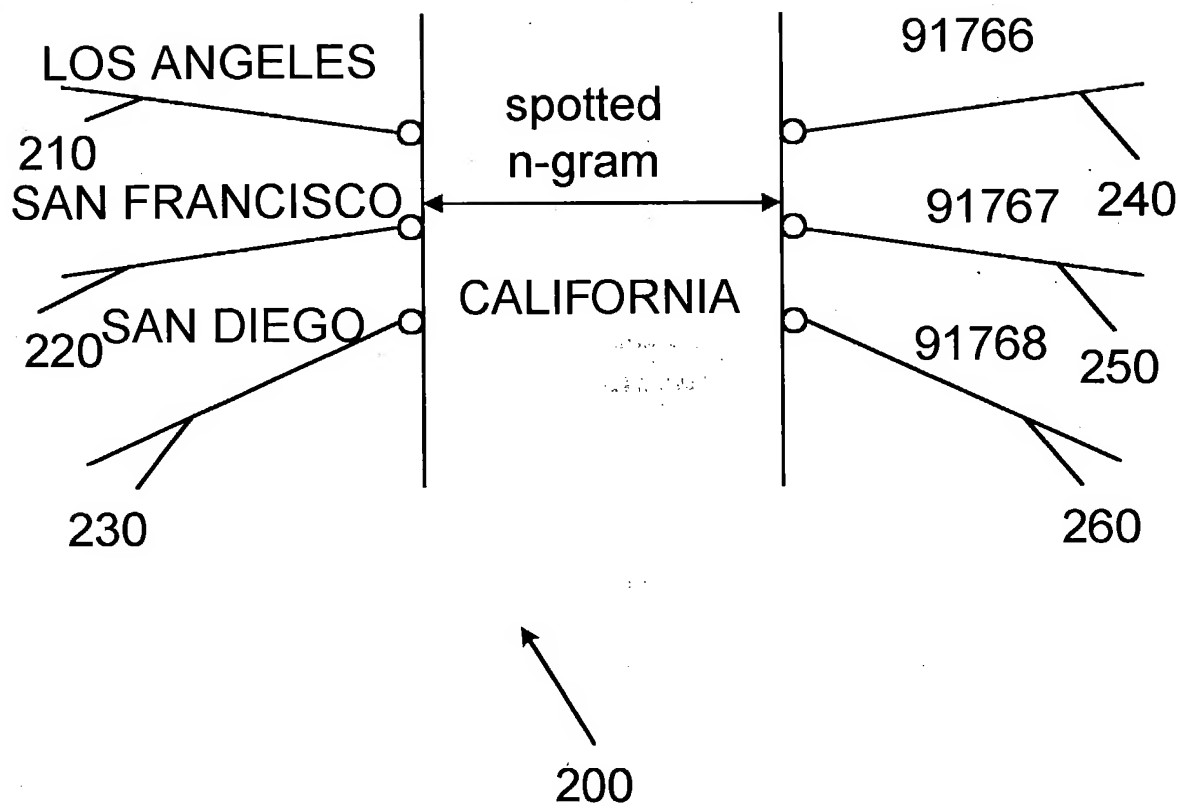 91766
LOS ANGELES
spotted
n-gram
210
SAN FRANCISCO
91767
240
CALIFORNIA
SAN DIEGO
220
91768
250
230
260
200